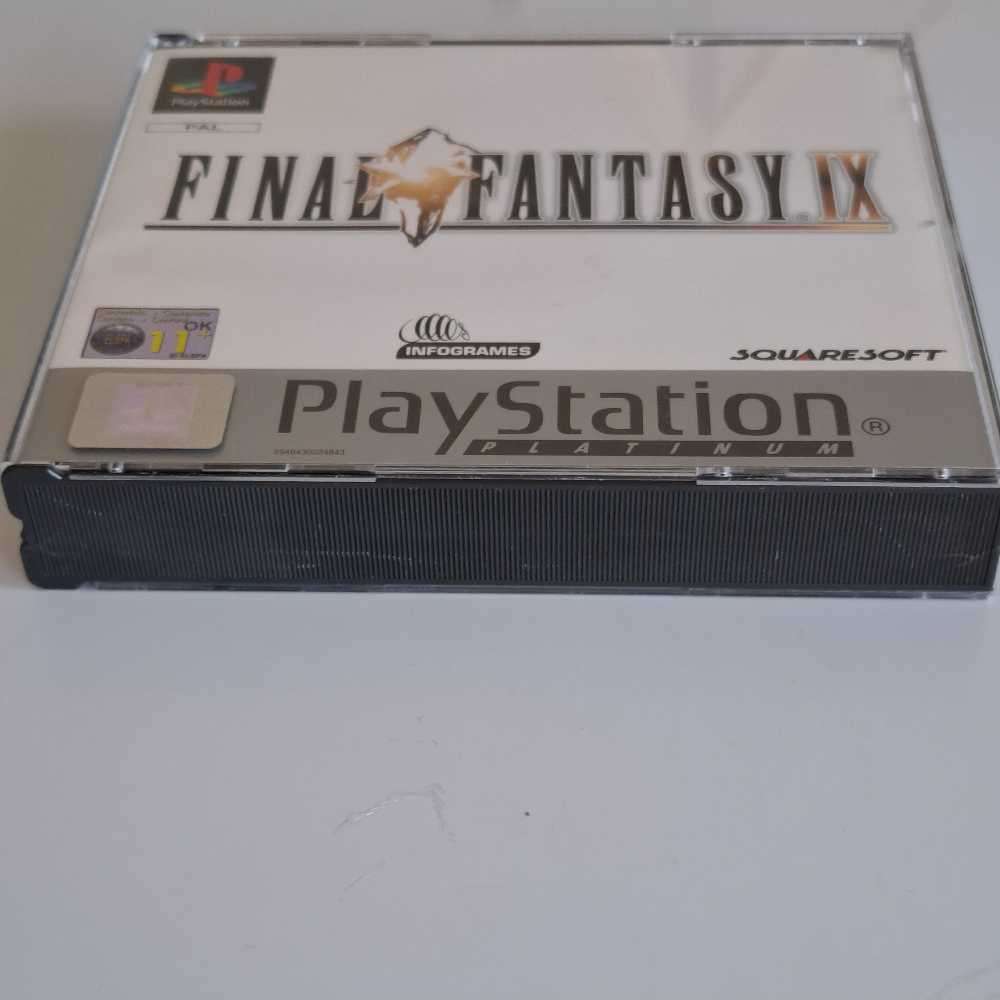 PlayStation
PAL
FINAL FANTASY IX
OK
11+
INFOGRAMES
SQUARESOFT
PlayStation®
PLATINUM